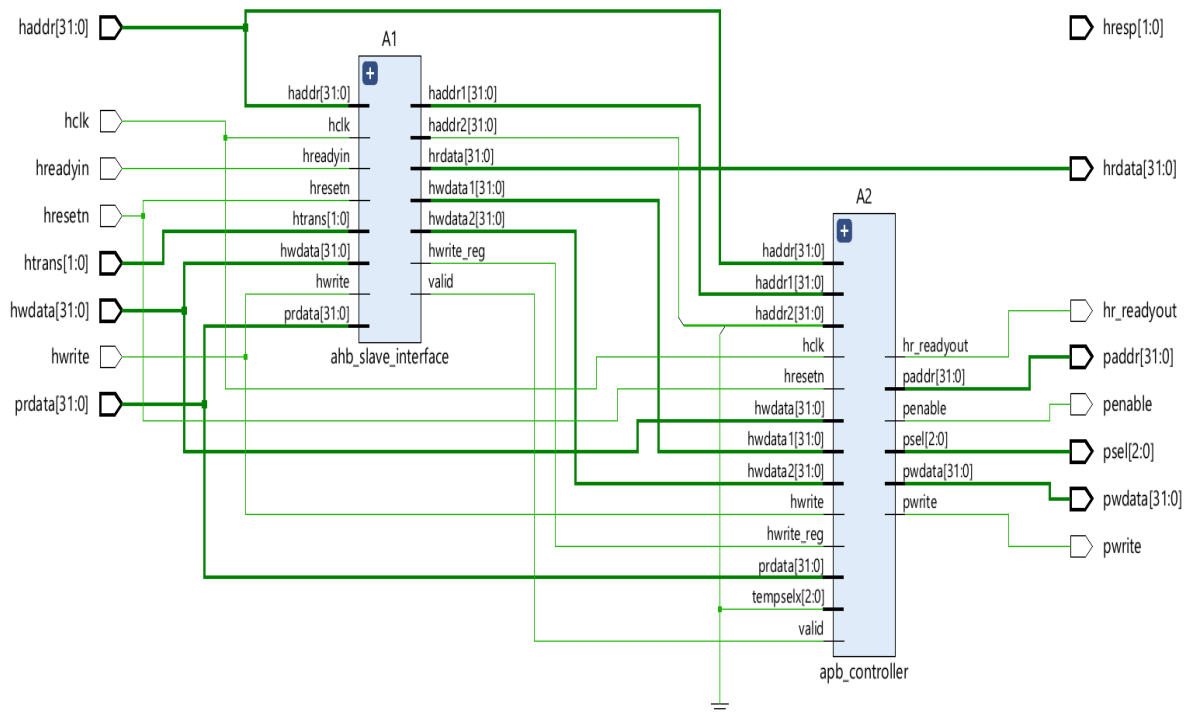 haddr[31:0]
hclk
hreadyin
hresetn
htrans[1:0]
hwdata[31:0]
hwrite
prdata[31:0]
A1
+
haddr[31:0]
hclk
hreadyin
hresetn
htrans[1:0]
hwdata[31:0]
hwrite
prdata[31:0]
haddr1[31:0]
haddr2[31:0]
hrdata[31:0]
hwdata1[31:0]
hwdata2[31:0]
hwrite_reg
valid
ahb_slave_interface
A2
+
haddr[31:0]
haddr1[31:0]
haddr2[31:0]
hclk
hresetn
hwdata[31:0]
hwdata1[31:0]
hwdata2[31:0]
hwrite
hwrite_reg
prdata[31:0]
tempselx[2:0]
valid
hr_readyout
paddr[31:0]
penable
psel[2:0]
pwdata[31:0]
pwrite
apb_controller
hresp[1:0]
hrdata[31:0]
hr_readyout
paddr[31:0]
penable
psel[2:0]
pwdata[31:0]
pwrite